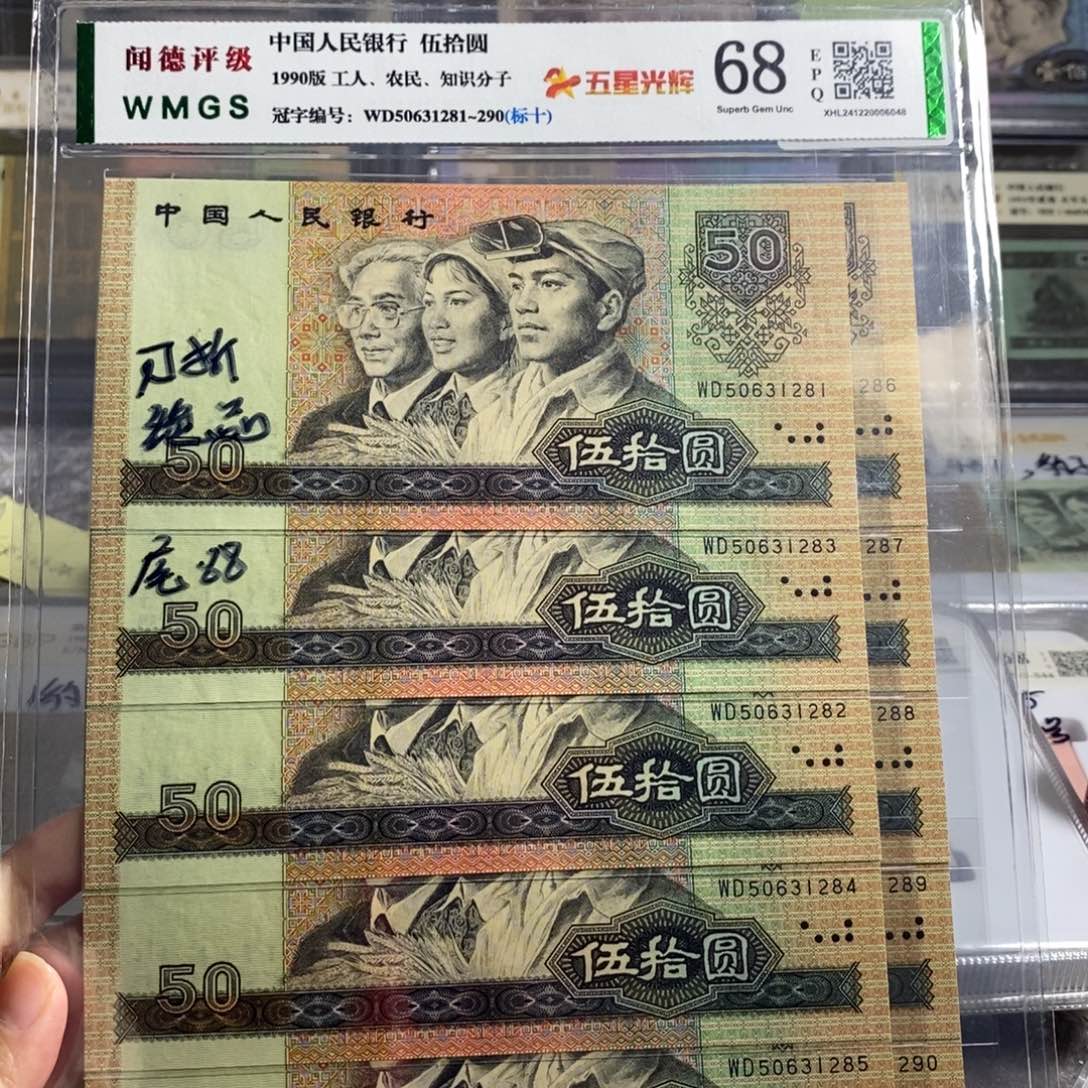 闻德评级
WMGS
中国人民银行 伍拾圆
1990版 工人、农民、知识分子
冠字编号：WD50631281~290(标十)
五星光辉
68
Superb Gem Unc
EPQ
XHL241220006048
中国人民银行
50
刀折
绝品
WD50631281 286
50
伍拾圆
尾88
WD50631283 287
50
伍拾圆
WD50631282 288
50
伍拾圆
WD50631284 289
50
伍拾圆
WD50631285 290